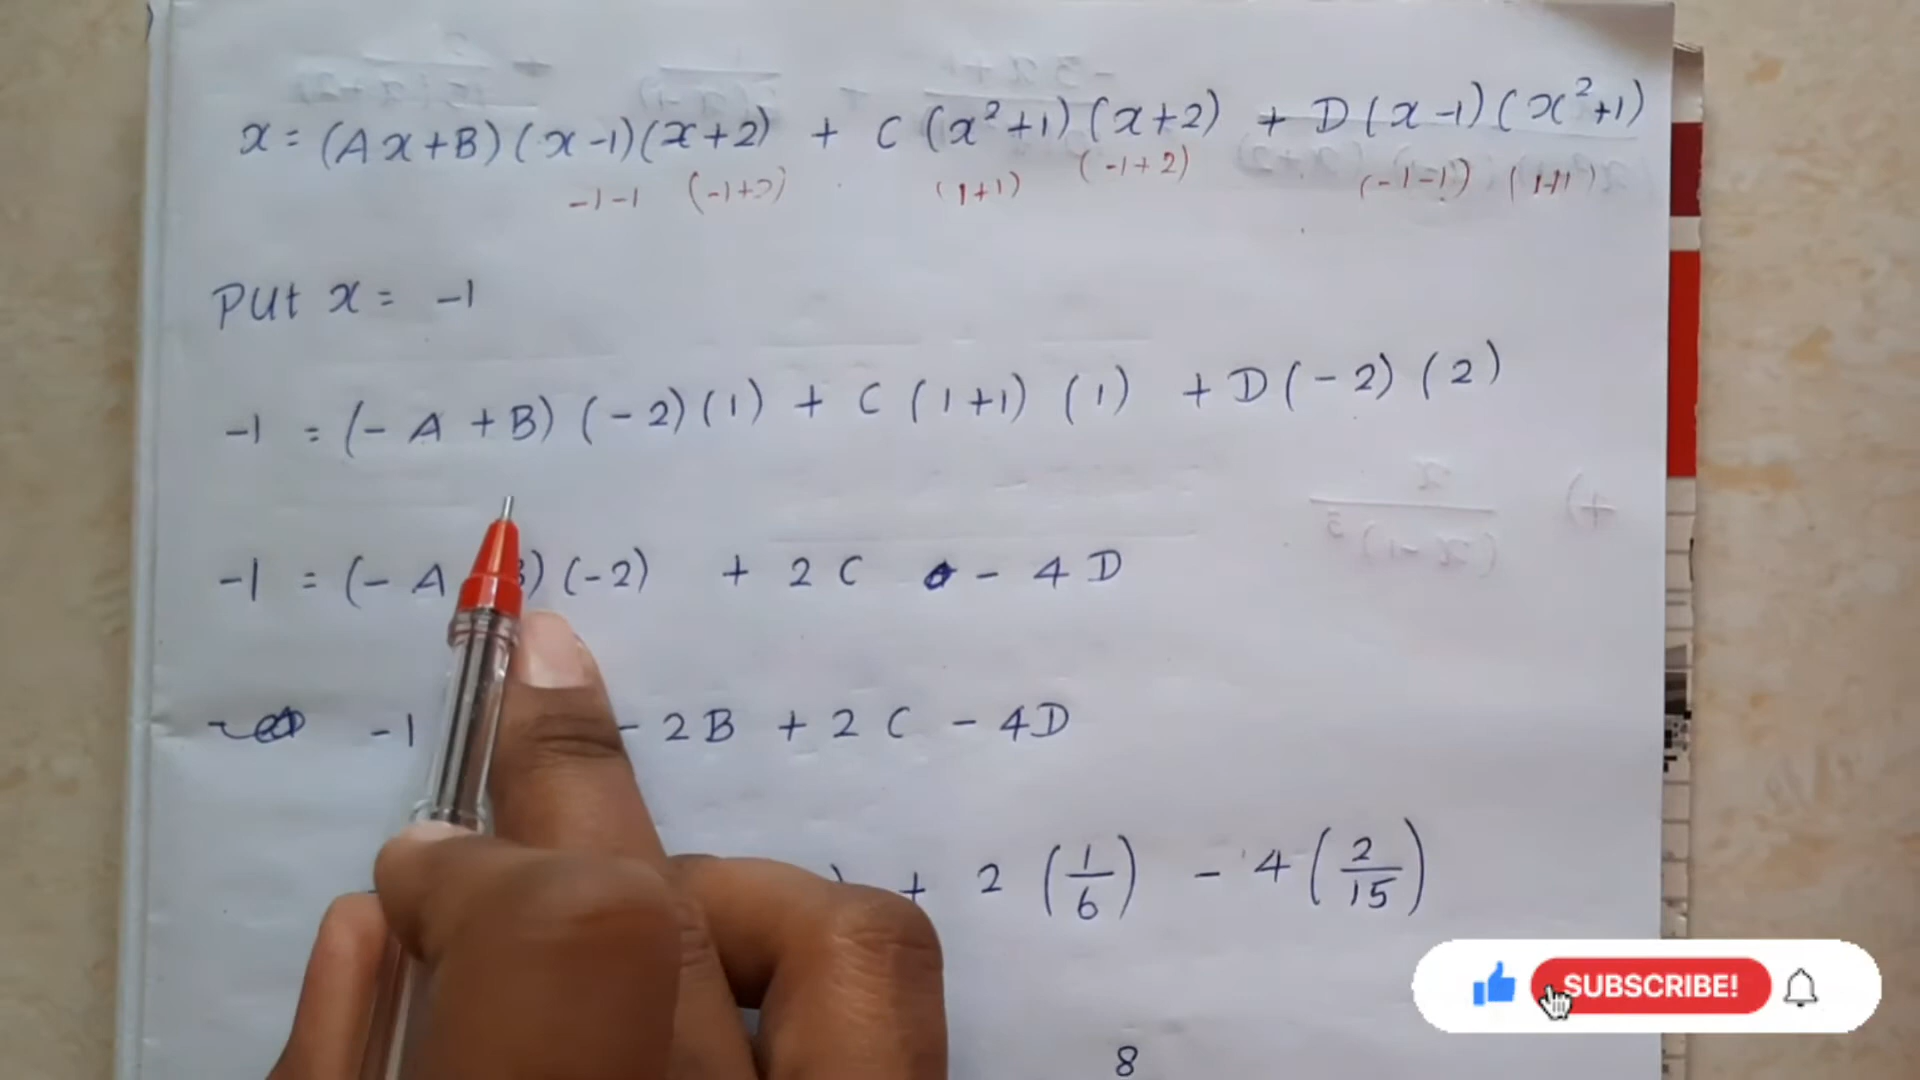 x = (Ax+B)(x-1)(x+2) + C(x²+1)(x+2) + D(x-1)(x²+1)
-1-1 (-1+2) (1+1) (-1+2) (-1-1) (1+1)
Put x = -1
-1 = (-A+B)(-2)(1) + C(1+1)(1) + D(-2)(2)
-1 = (-A )(-2) + 2C - 4D
-1 - 2B + 2C - 4D
) + 2(1/6) - 4(2/15)
8
SUBSCRIBE!